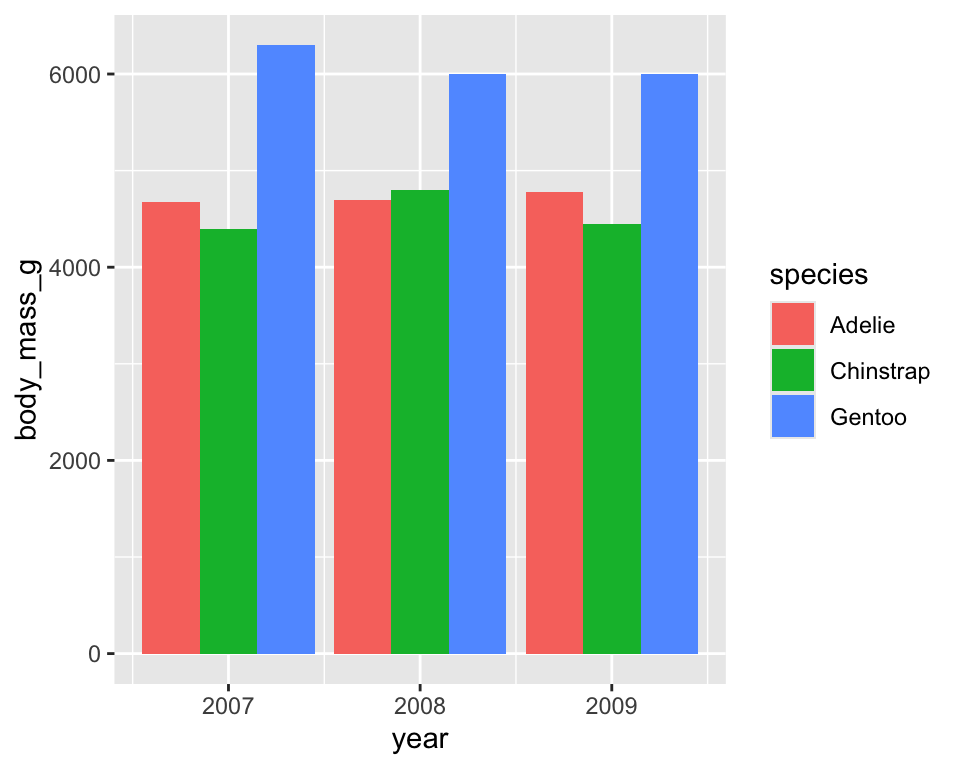 body_mass_g
6000
4000
2000
0
2007 2008 2009
year
species
Adelie
Chinstrap
Gentoo